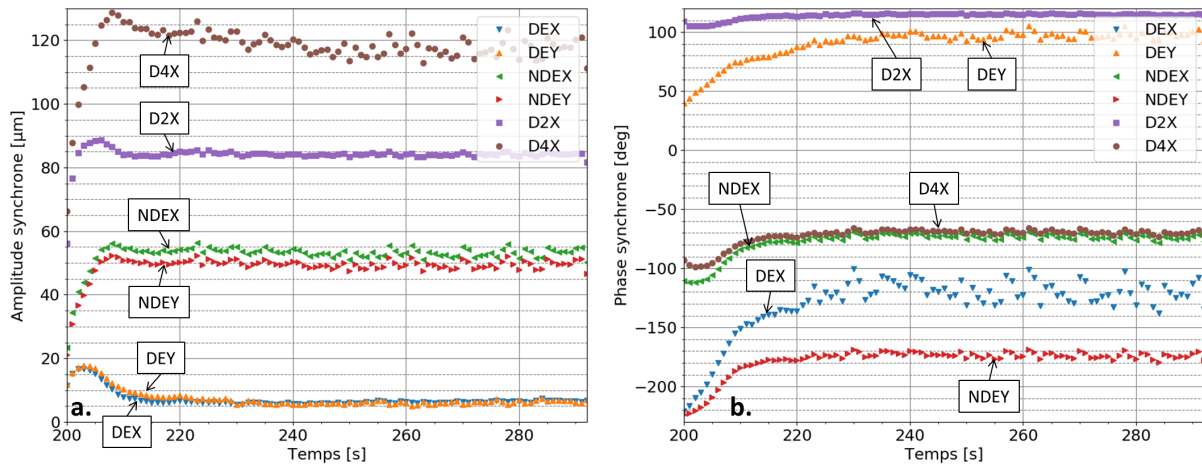 Amplitude synchrone [µm]
120
100
80
60
40
20
0
200
220
240
260
280
Temps [s]
DEX
DEY
NDEX
NDEY
D2X
D4X
D4X
D2X
NDEX
NDEY
DEY
DEX
a.
Phase synchrone [deg]
100
50
0
−50
−100
−150
−200
200
220
240
260
280
Temps [s]
DEX
DEY
NDEX
NDEY
D2X
D4X
D2X
DEY
NDEX
D4X
DEX
NDEY
b.